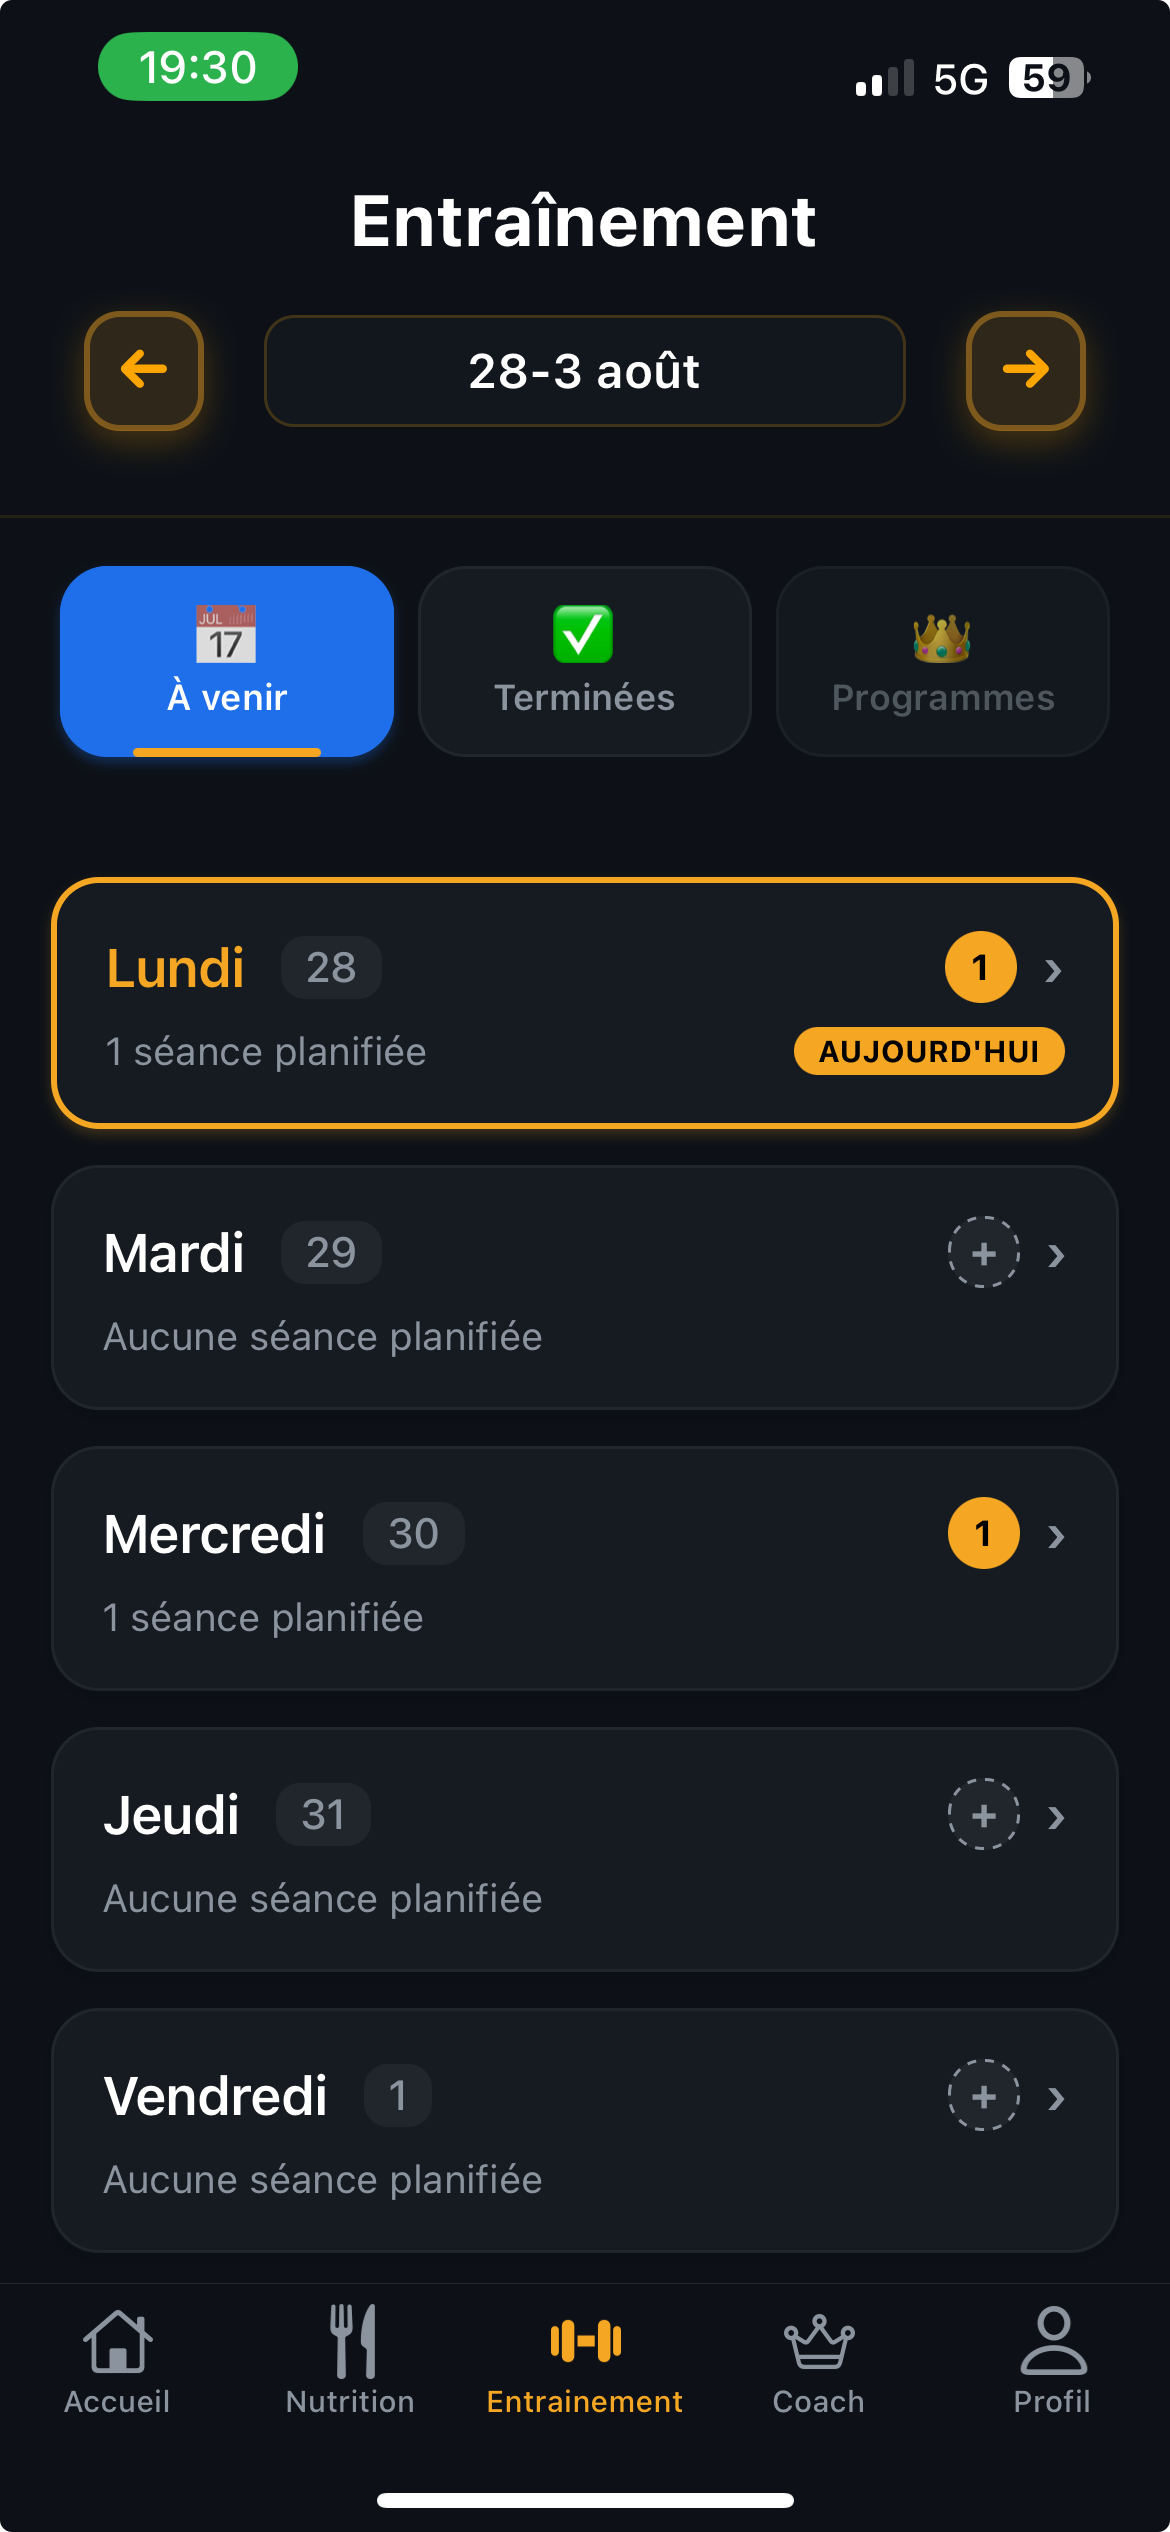 19:30
5G 59
Entraînement
28-3 août
JUL
17
À venir
Terminées
Programmes
Lundi 28 1
1 séance planifiée AUJOURD'HUI
Mardi 29 +
Aucune séance planifiée
Mercredi 30 1
1 séance planifiée
Jeudi 31 +
Aucune séance planifiée
Vendredi 1 +
Aucune séance planifiée
Accueil Nutrition Entrainement Coach Profil